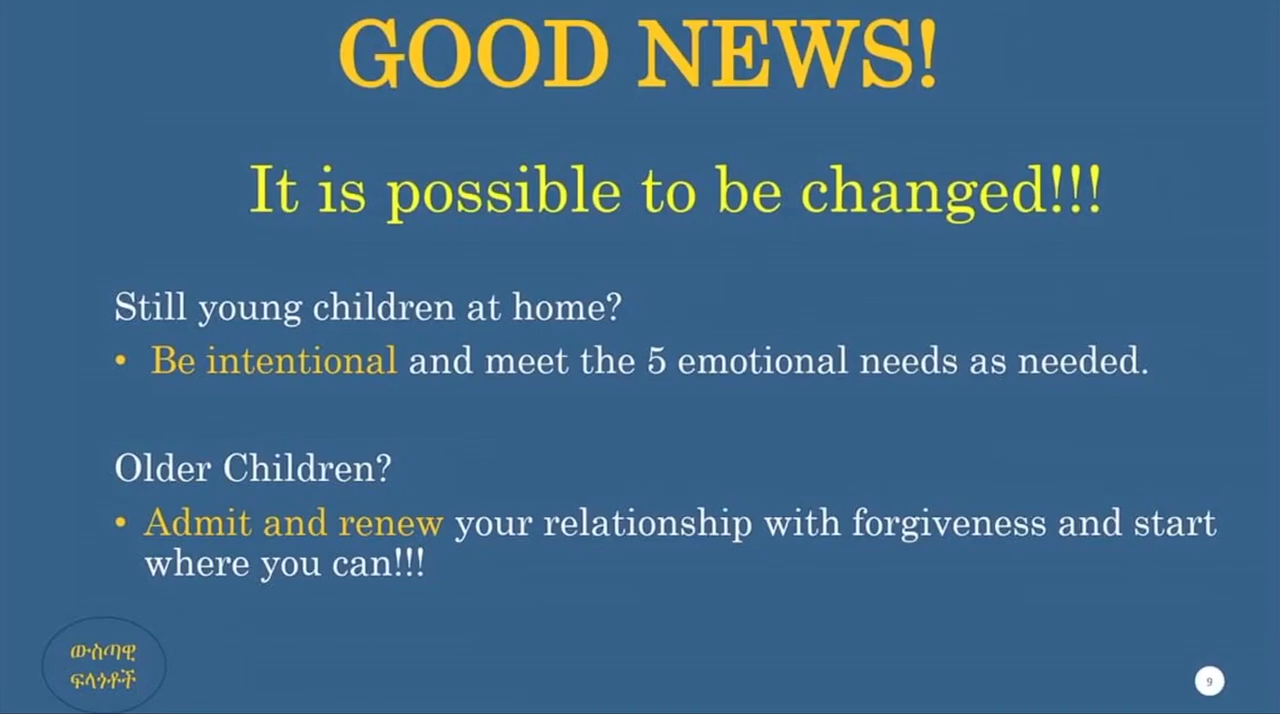 GOOD NEWS!
It is possible to be changed!!!
Still young children at home?
• Be intentional and meet the 5 emotional needs as needed.
Older Children?
• Admit and renew your relationship with forgiveness and start
where you can!!!
ውስጣዊ
ፍላጎቶች
9